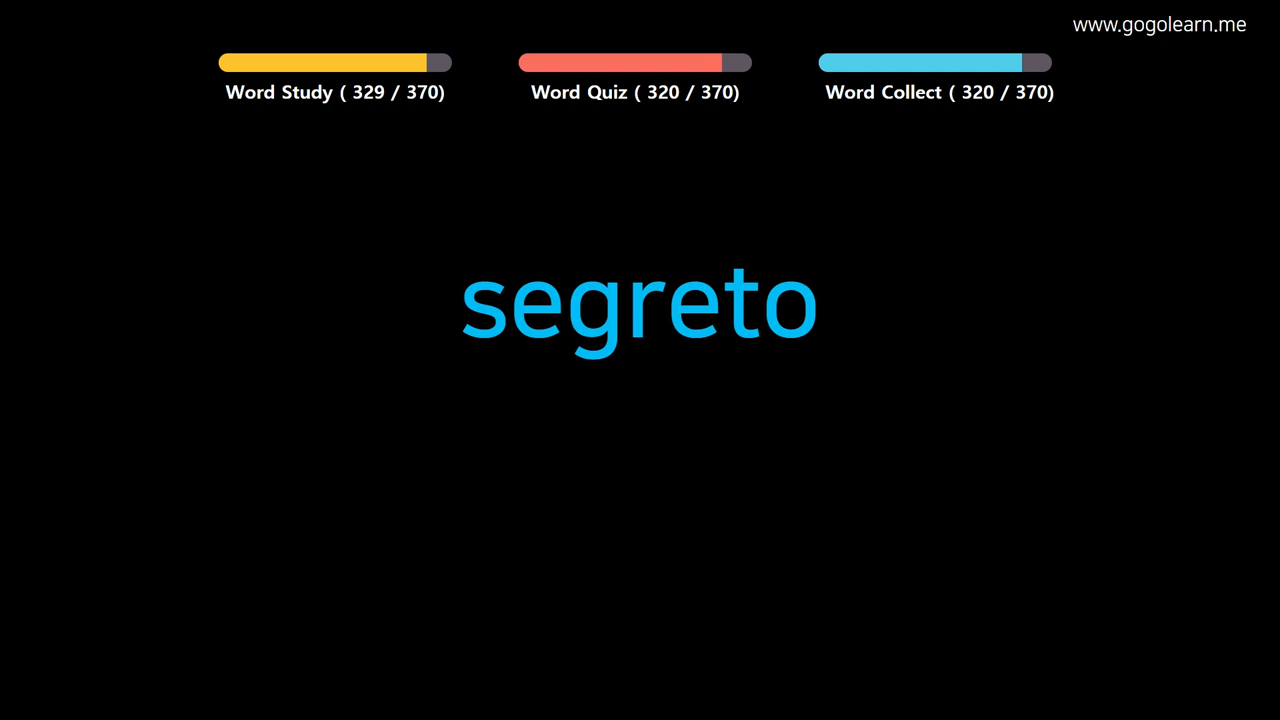 www.gogolearn.me
Word Study ( 329 / 370)
Word Quiz ( 320 / 370)
Word Collect ( 320 / 370)
segreto